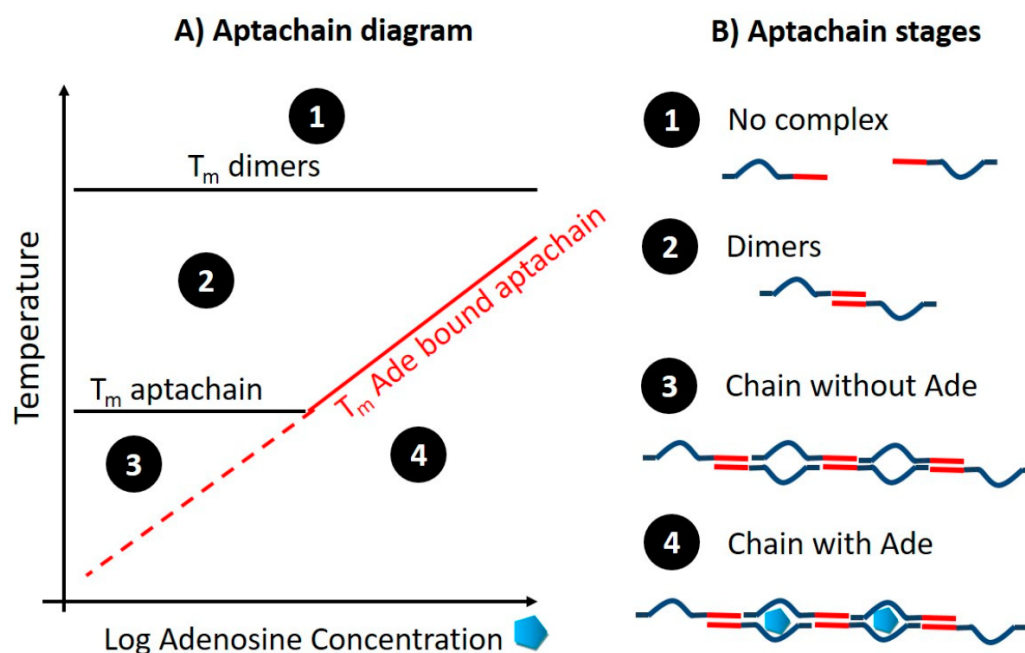 A) Aptachain diagram
Temperature
1
Tm dimers
2
Tm Ade bound aptachain
Tm aptachain
3
4
Log Adenosine Concentration
B) Aptachain stages
1 No complex
2 Dimers
3 Chain without Ade
4 Chain with Ade